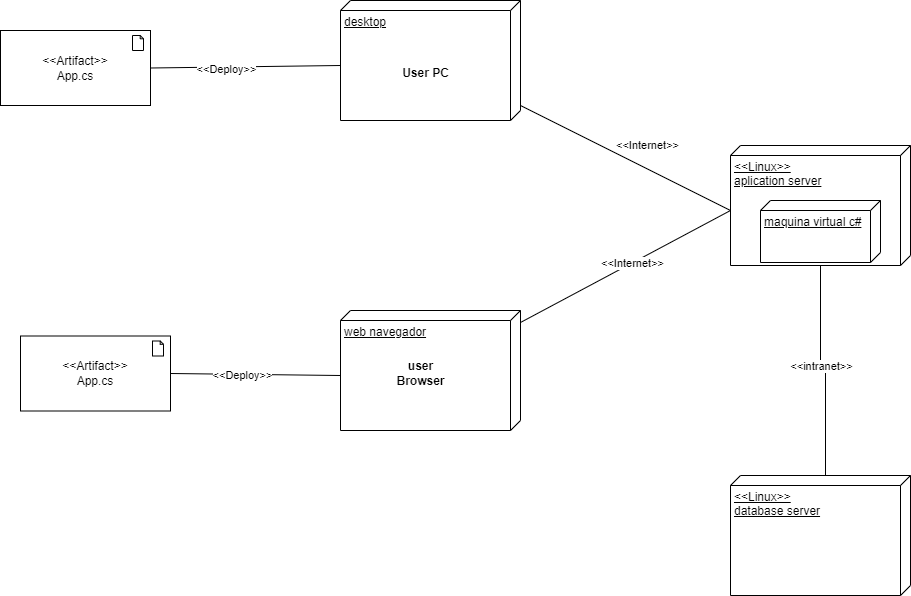 desktop
<<Artifact>>
App.cs
<<Deploy>>
User PC
<<Internet>>
<<Linux>>
aplication server
maquina virtual c#
<<Internet>>
web navegador
<<Artifact>>
App.cs
<<Deploy>>
user
Browser
<<intranet>>
<<Linux>>
database server